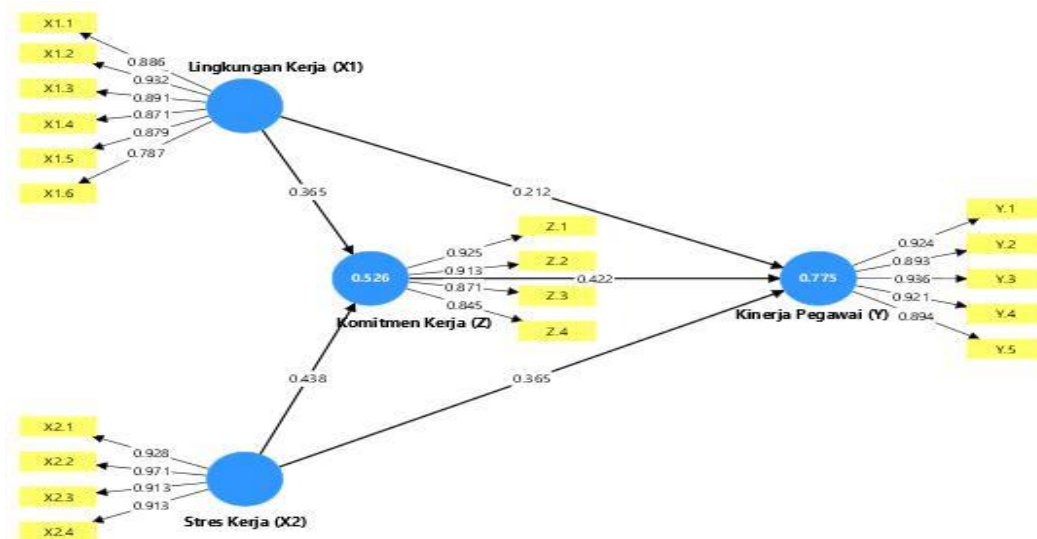 X1.1
X1.2
X1.3
X1.4
X1.5
X1.6
0.886
0.932
0.891
0.871
0.879
0.787
Lingkungan Kerja (X1)
0.365
0.212
Z.1
Z.2
Z.3
Z.4
0.925
0.913
0.871
0.845
0.422
0.526
Komitmen Kerja (Z)
0.775
Kinerja Pegawai (Y)
Y.1
Y.2
Y.3
Y.4
Y.5
0.924
0.893
0.936
0.921
0.894
0.438
0.365
X2.1
X2.2
X2.3
X2.4
0.928
0.971
0.913
0.913
Stres Kerja (X2)